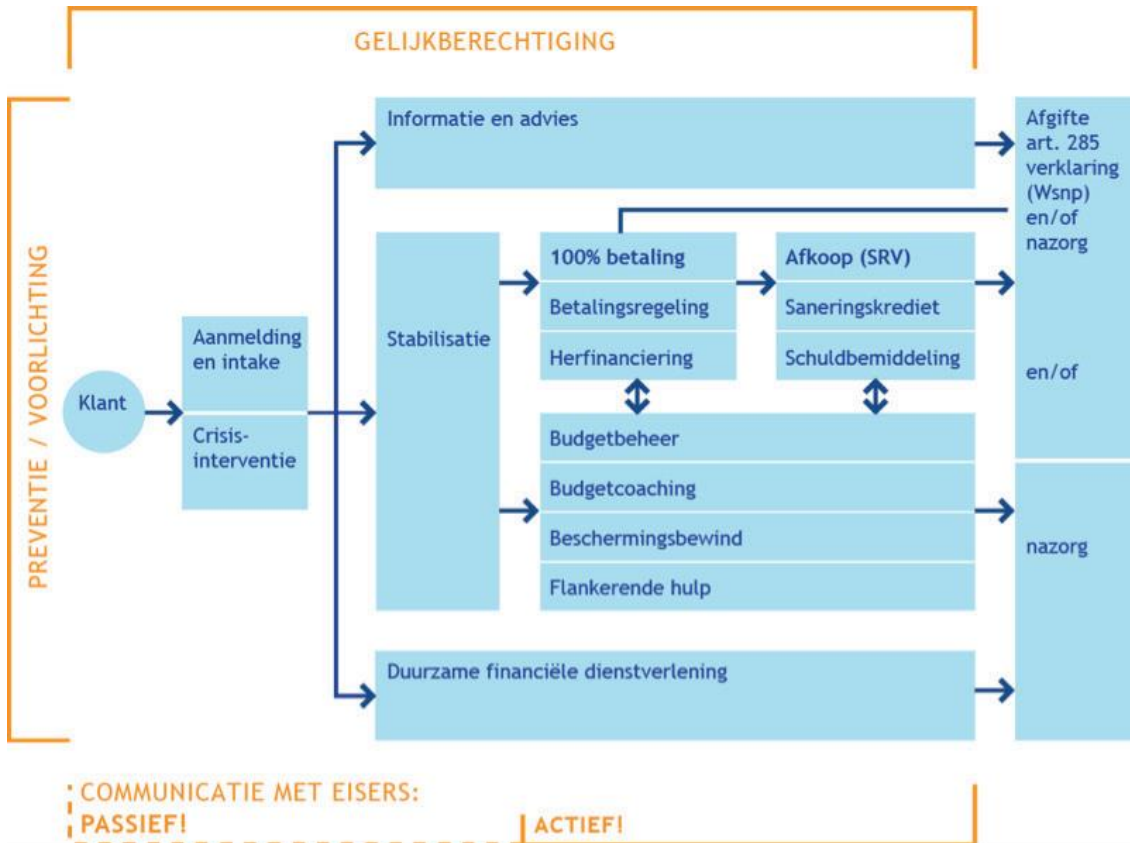 GELIJKBERECHTIGING
PREVENTIE / VOORLICHTING
Klant
Aanmelding
en intake
Crisis-
interventie
Informatie en advies
Stabilisatie
100% betaling
Betalingsregeling
Herfinanciering
Afkoop (SRV)
Saneringskrediet
Schuldbemiddeling
Budgetbeheer
Budgetcoaching
Beschermingsbewind
Flankerende hulp
Duurzame financiële dienstverlening
Afgifte
art. 285
verklaring
(Wsnp)
en/of
nazorg
en/of
nazorg
COMMUNICATIE MET EISERS:
PASSIEF!
ACTIEF!